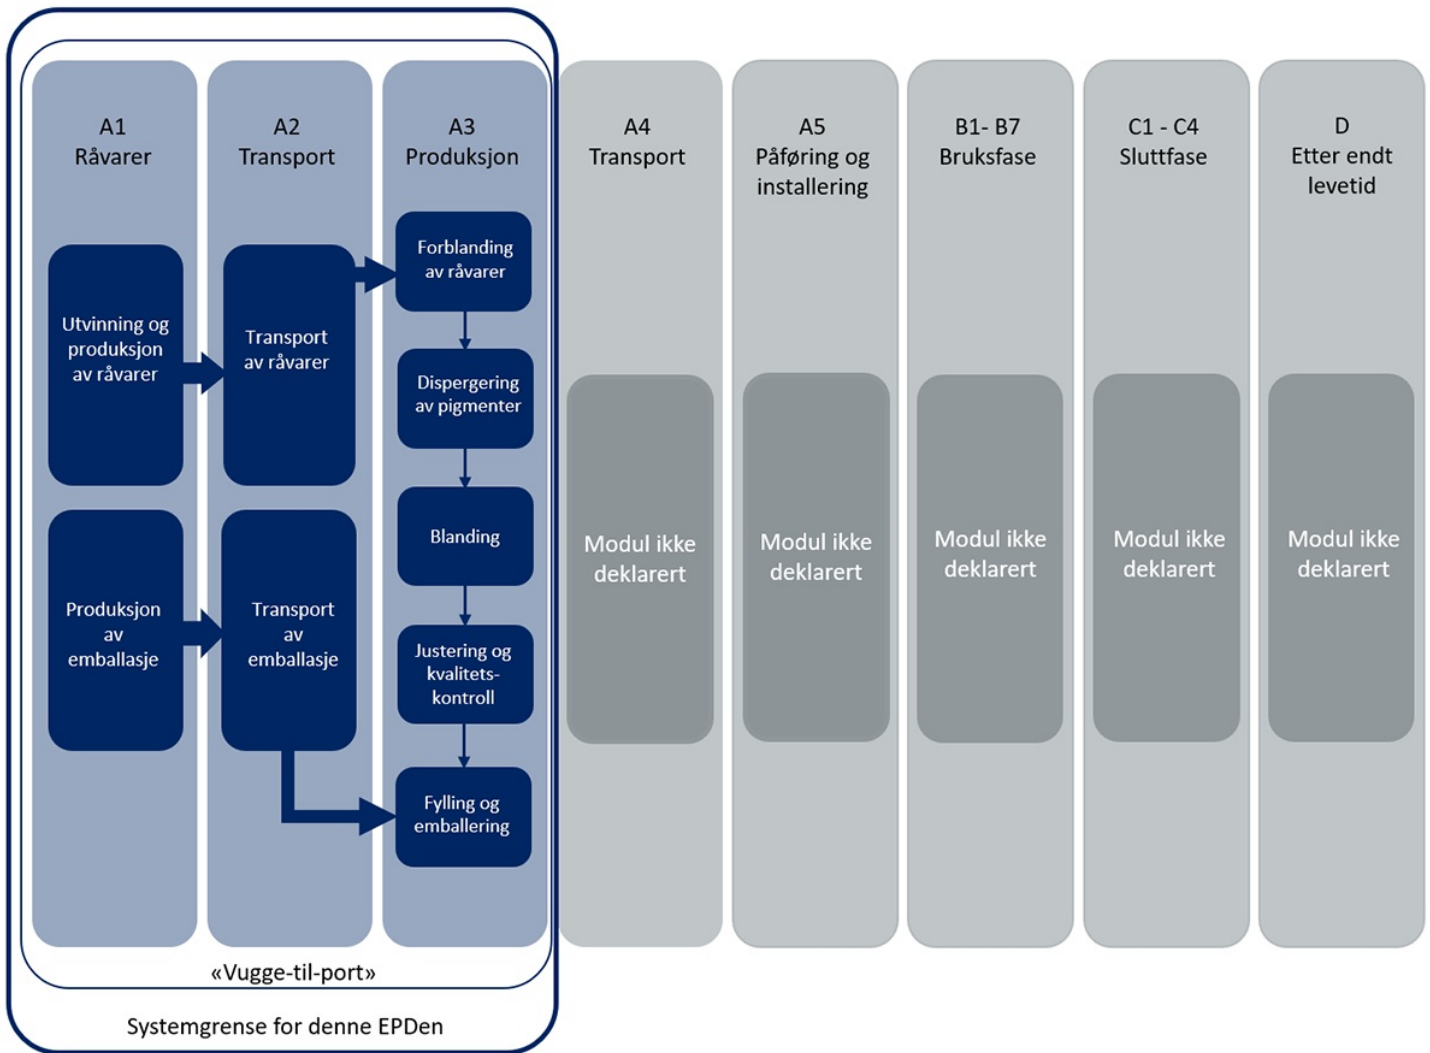 A1
Råvarer
Utvinning og
produksjon
av råvarer
Produksjon
av
emballasje
A2
Transport
Transport
av råvarer
Transport
av
emballasje
A3
Produksjon
Forblanding
av råvarer
Dispergering
av pigmenter
Blanding
Justering og
kvalitets-
kontroll
Fylling og
emballering
A4
Transport
Modul ikke
deklarert
A5
Påføring og
installering
Modul ikke
deklarert
B1- B7
Bruksfase
Modul ikke
deklarert
C1 - C4
Sluttfase
Modul ikke
deklarert
D
Etter endt
levetid
Modul ikke
deklarert
«Vugge-til-port»
Systemgrense for denne EPDen